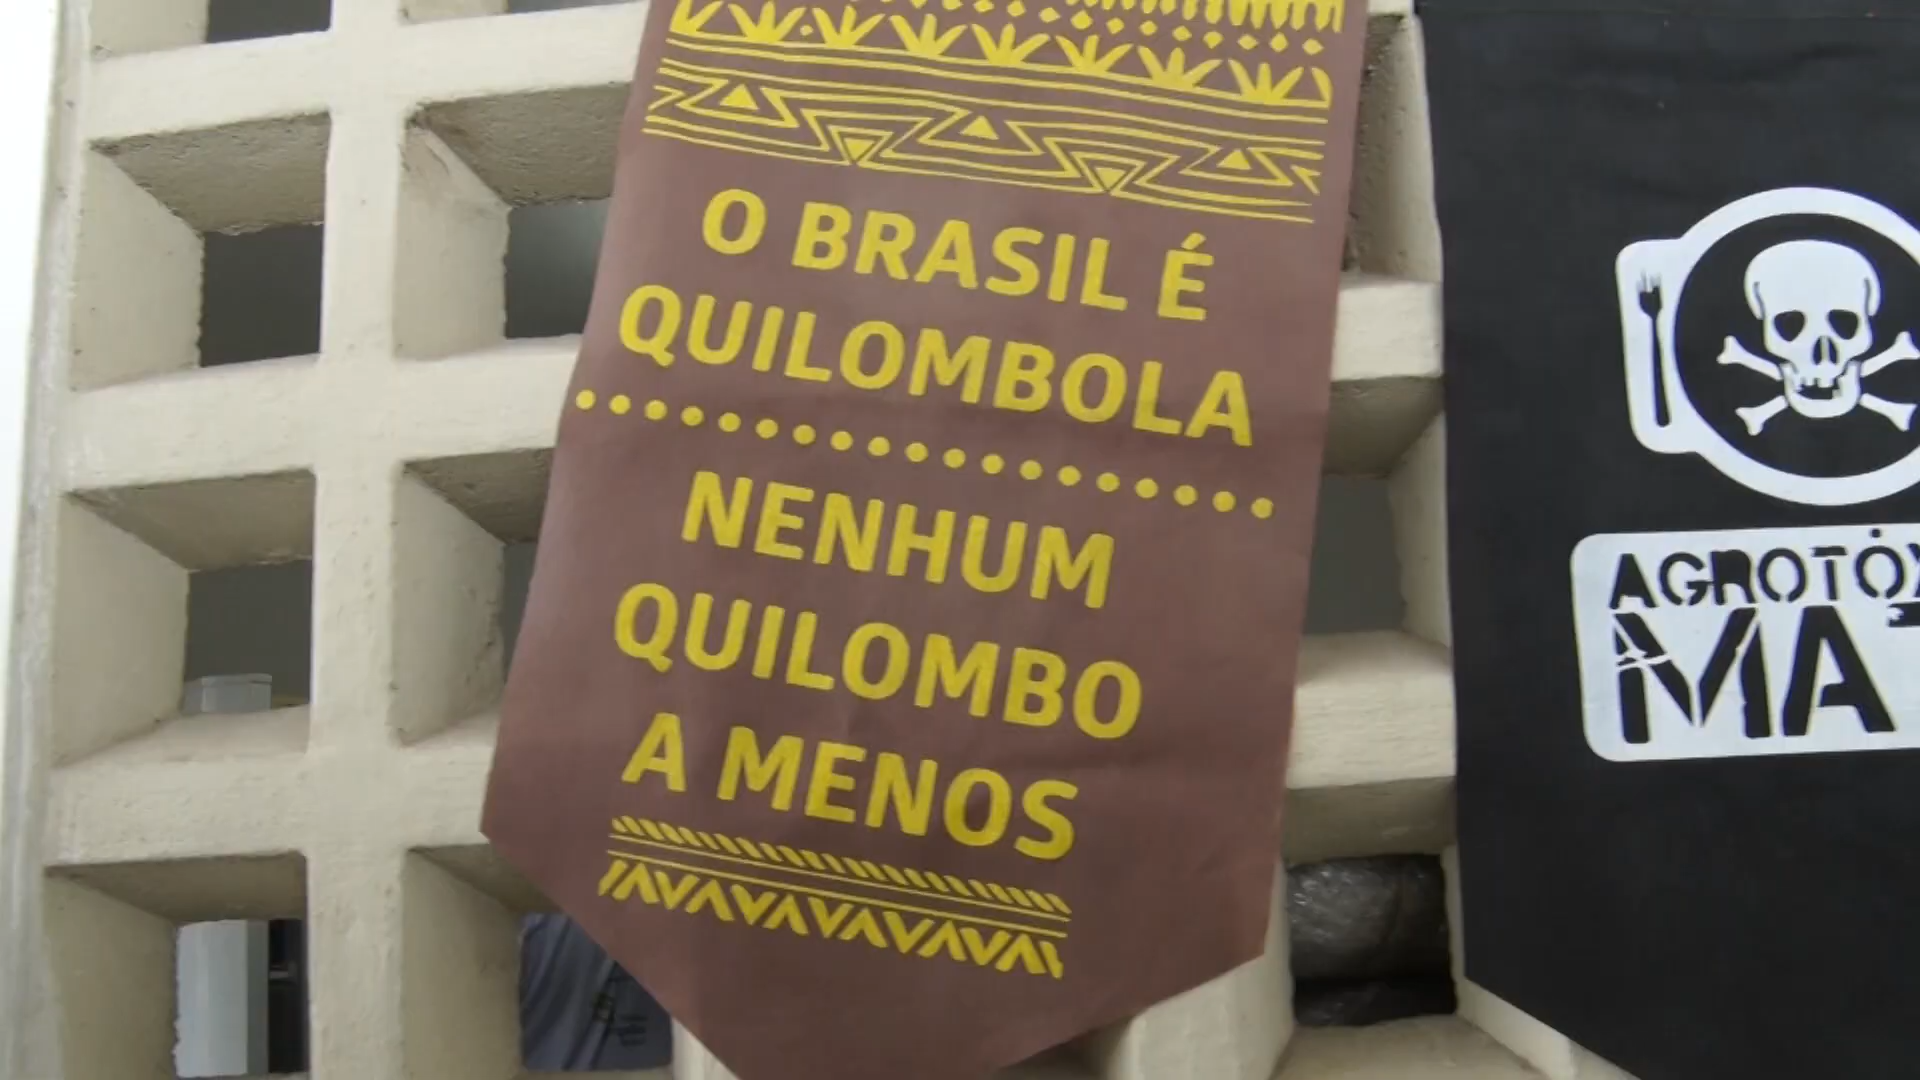 O BRASIL É
QUILOMBOLA
NENHUM
QUILOMBO
A MENOS